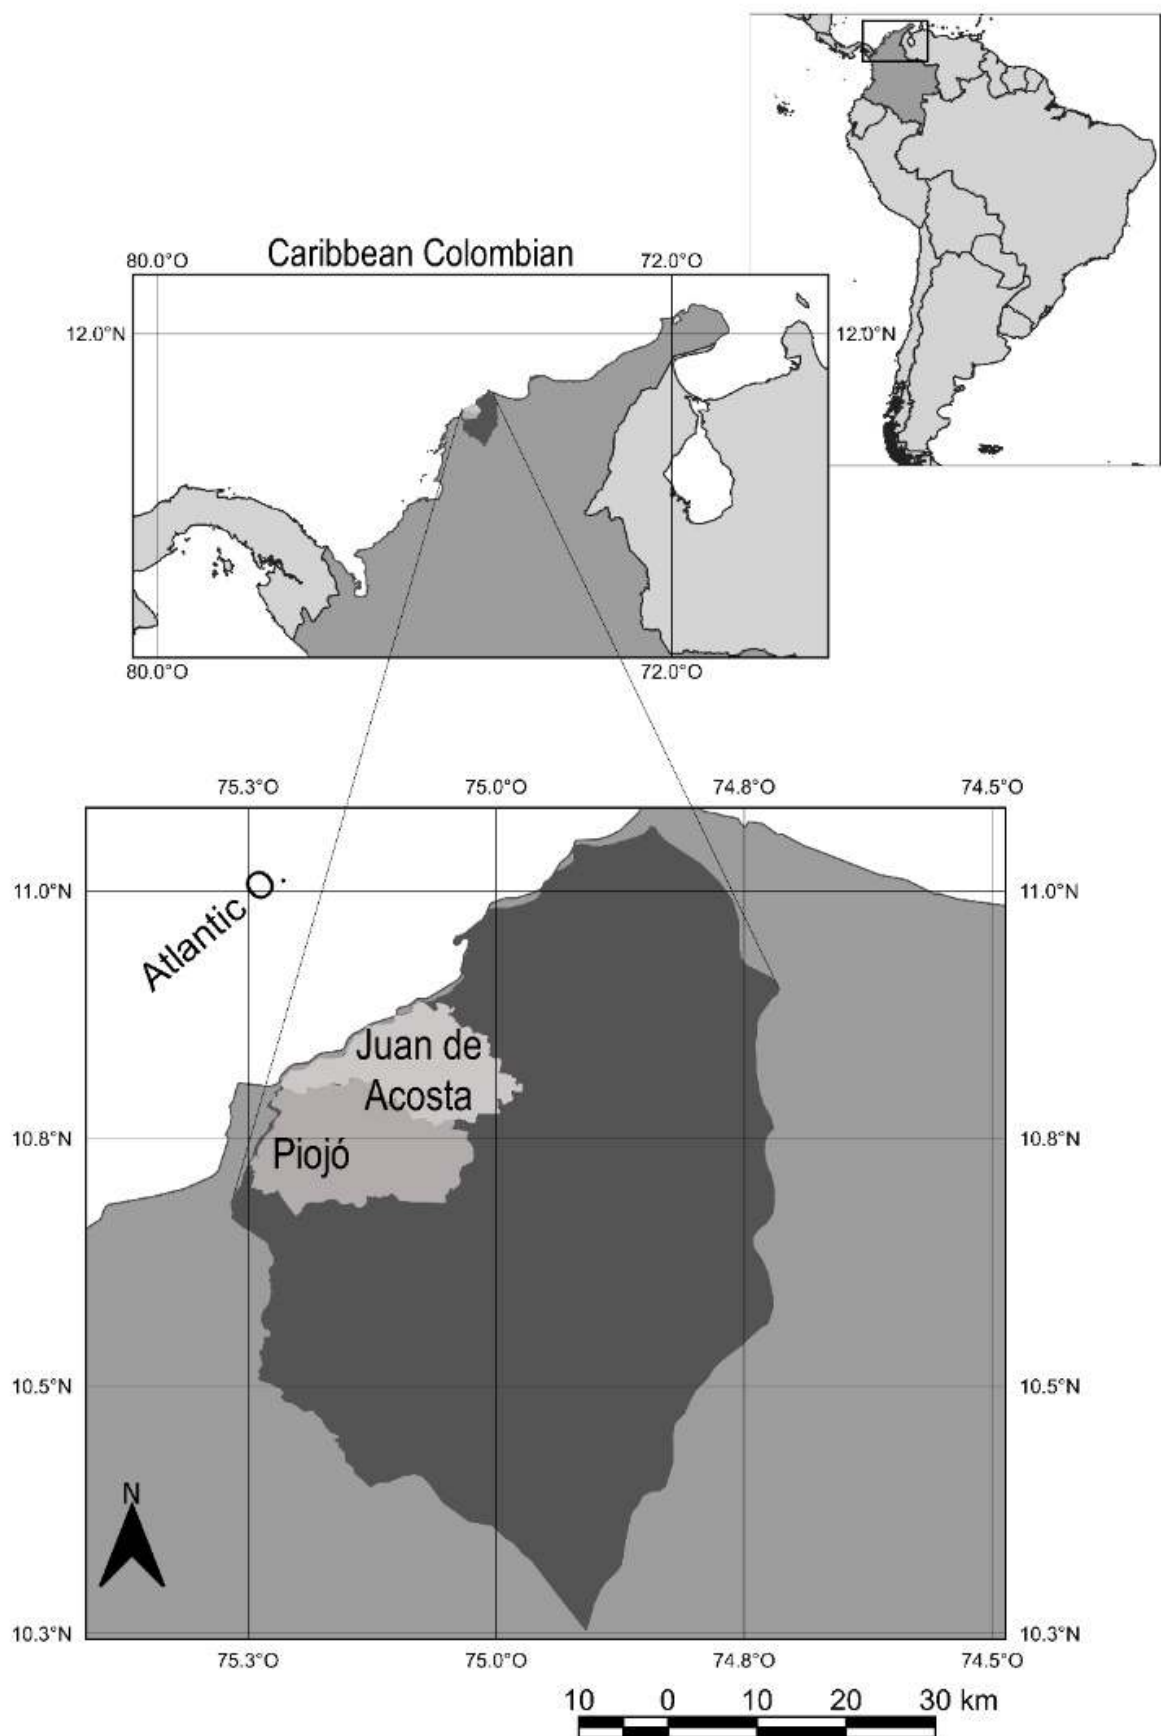 Caribbean Colombian
80.0°O 72.0°O
12.0°N 12.0°N
80.0°O 72.0°O
75.3°O 75.0°O 74.8°O 74.5°O
11.0°N 11.0°N
Atlantic O.
Juan de
Acosta
10.8°N 10.8°N
Piojó
10.5°N 10.5°N
N
10.3°N 10.3°N
75.3°O 75.0°O 74.8°O 74.5°O
10 0 10 20 30 km